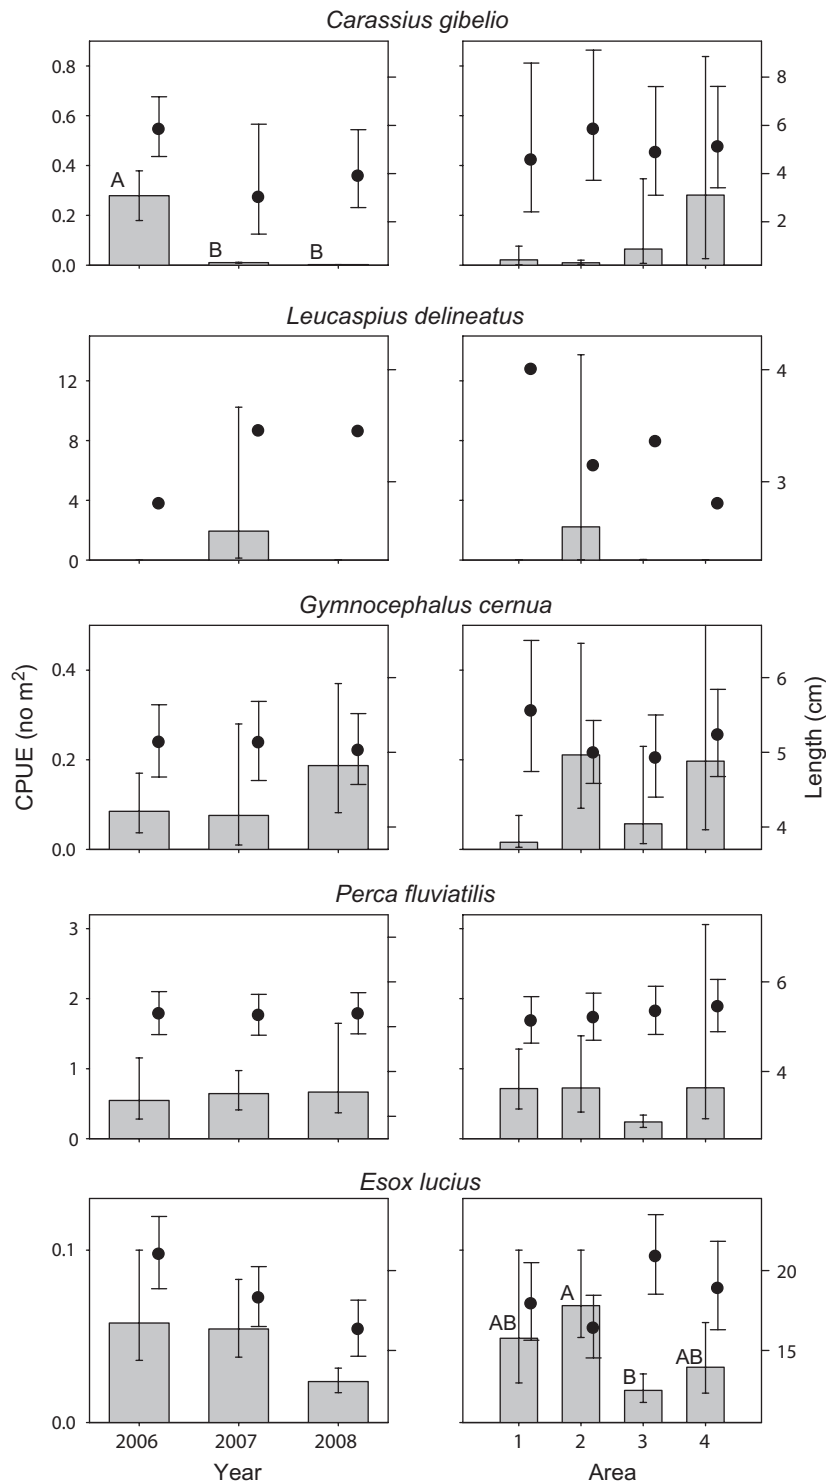 Carassius gibelio
0.8
0.6
0.4
0.2
0.0
A
B
B
8
6
4
2
Leucaspius delineatus
12
8
4
0
4
3
Gymnocephalus cernua
0.4
0.2
0.0
6
5
4
CPUE (no m²)
Length (cm)
Perca fluviatilis
3
2
1
0
6
4
Esox lucius
0.1
0.0
AB
A
B
AB
20
15
2006 2007 2008
1 2 3 4
Year
Area